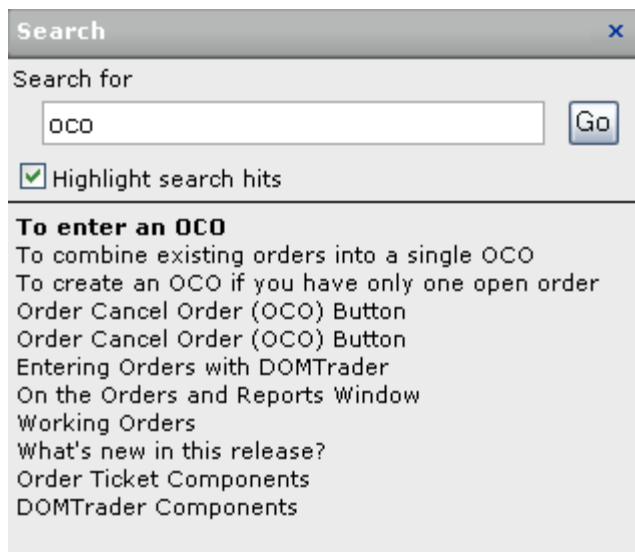 Search
Search for
oco
Go
Highlight search hits
To enter an OCO
To combine existing orders into a single OCO
To create an OCO if you have only one open order
Order Cancel Order (OCO) Button
Order Cancel Order (OCO) Button
Entering Orders with DOMTrader
On the Orders and Reports Window
Working Orders
What's new in this release?
Order Ticket Components
DOMTrader Components